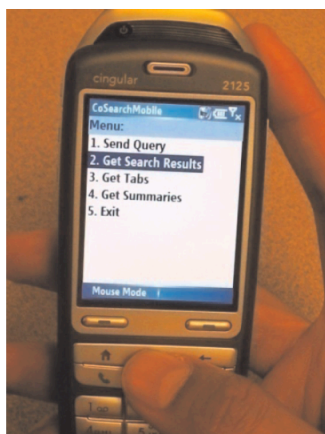 cingular
2125
CoSearchMobile
Menu:
1. Send Query
2. Get Search Results
3. Get Tabs
4. Get Summaries
5. Exit
Mouse Mode